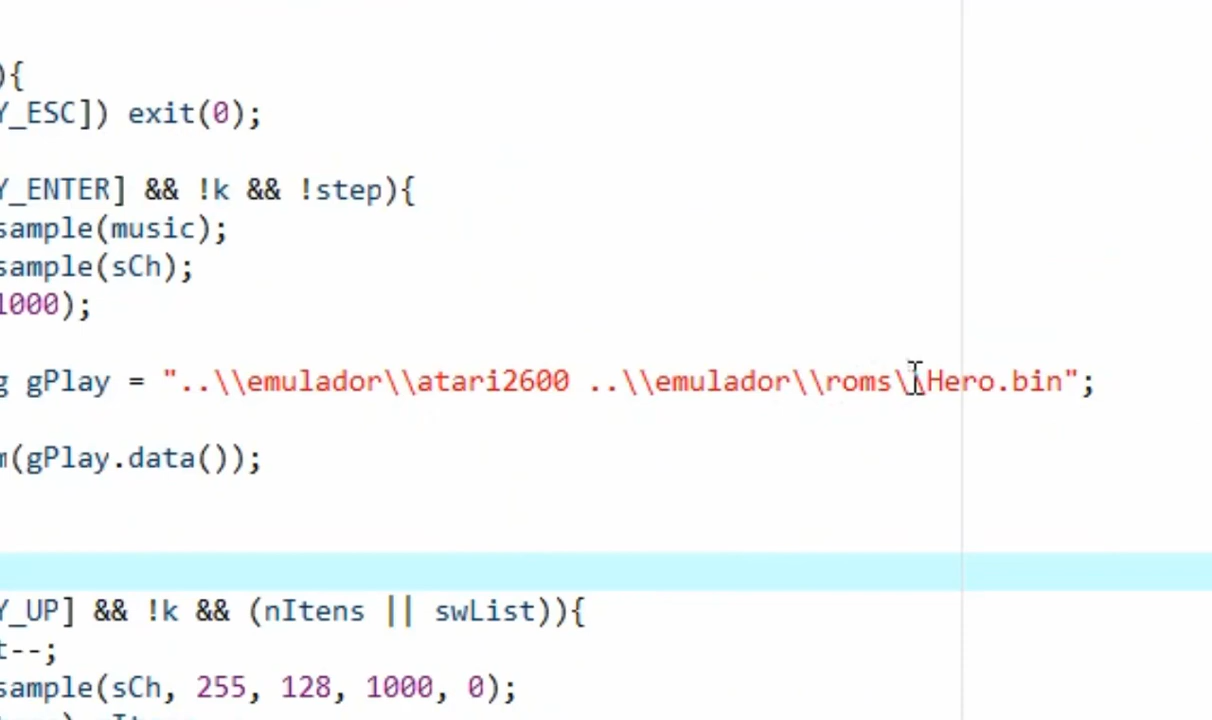 ){
Y_ESC]) exit(0);
Y_ENTER] && !k && !step){
sample(music);
sample(sCh);
1000);
g gPlay = "..\\emulador\\atari2600 ..\\emulador\\roms\\Hero.bin";
m(gPlay.data());
Y_UP] && !k && (nItens || swList)){
t--;
sample(sCh, 255, 128, 1000, 0);